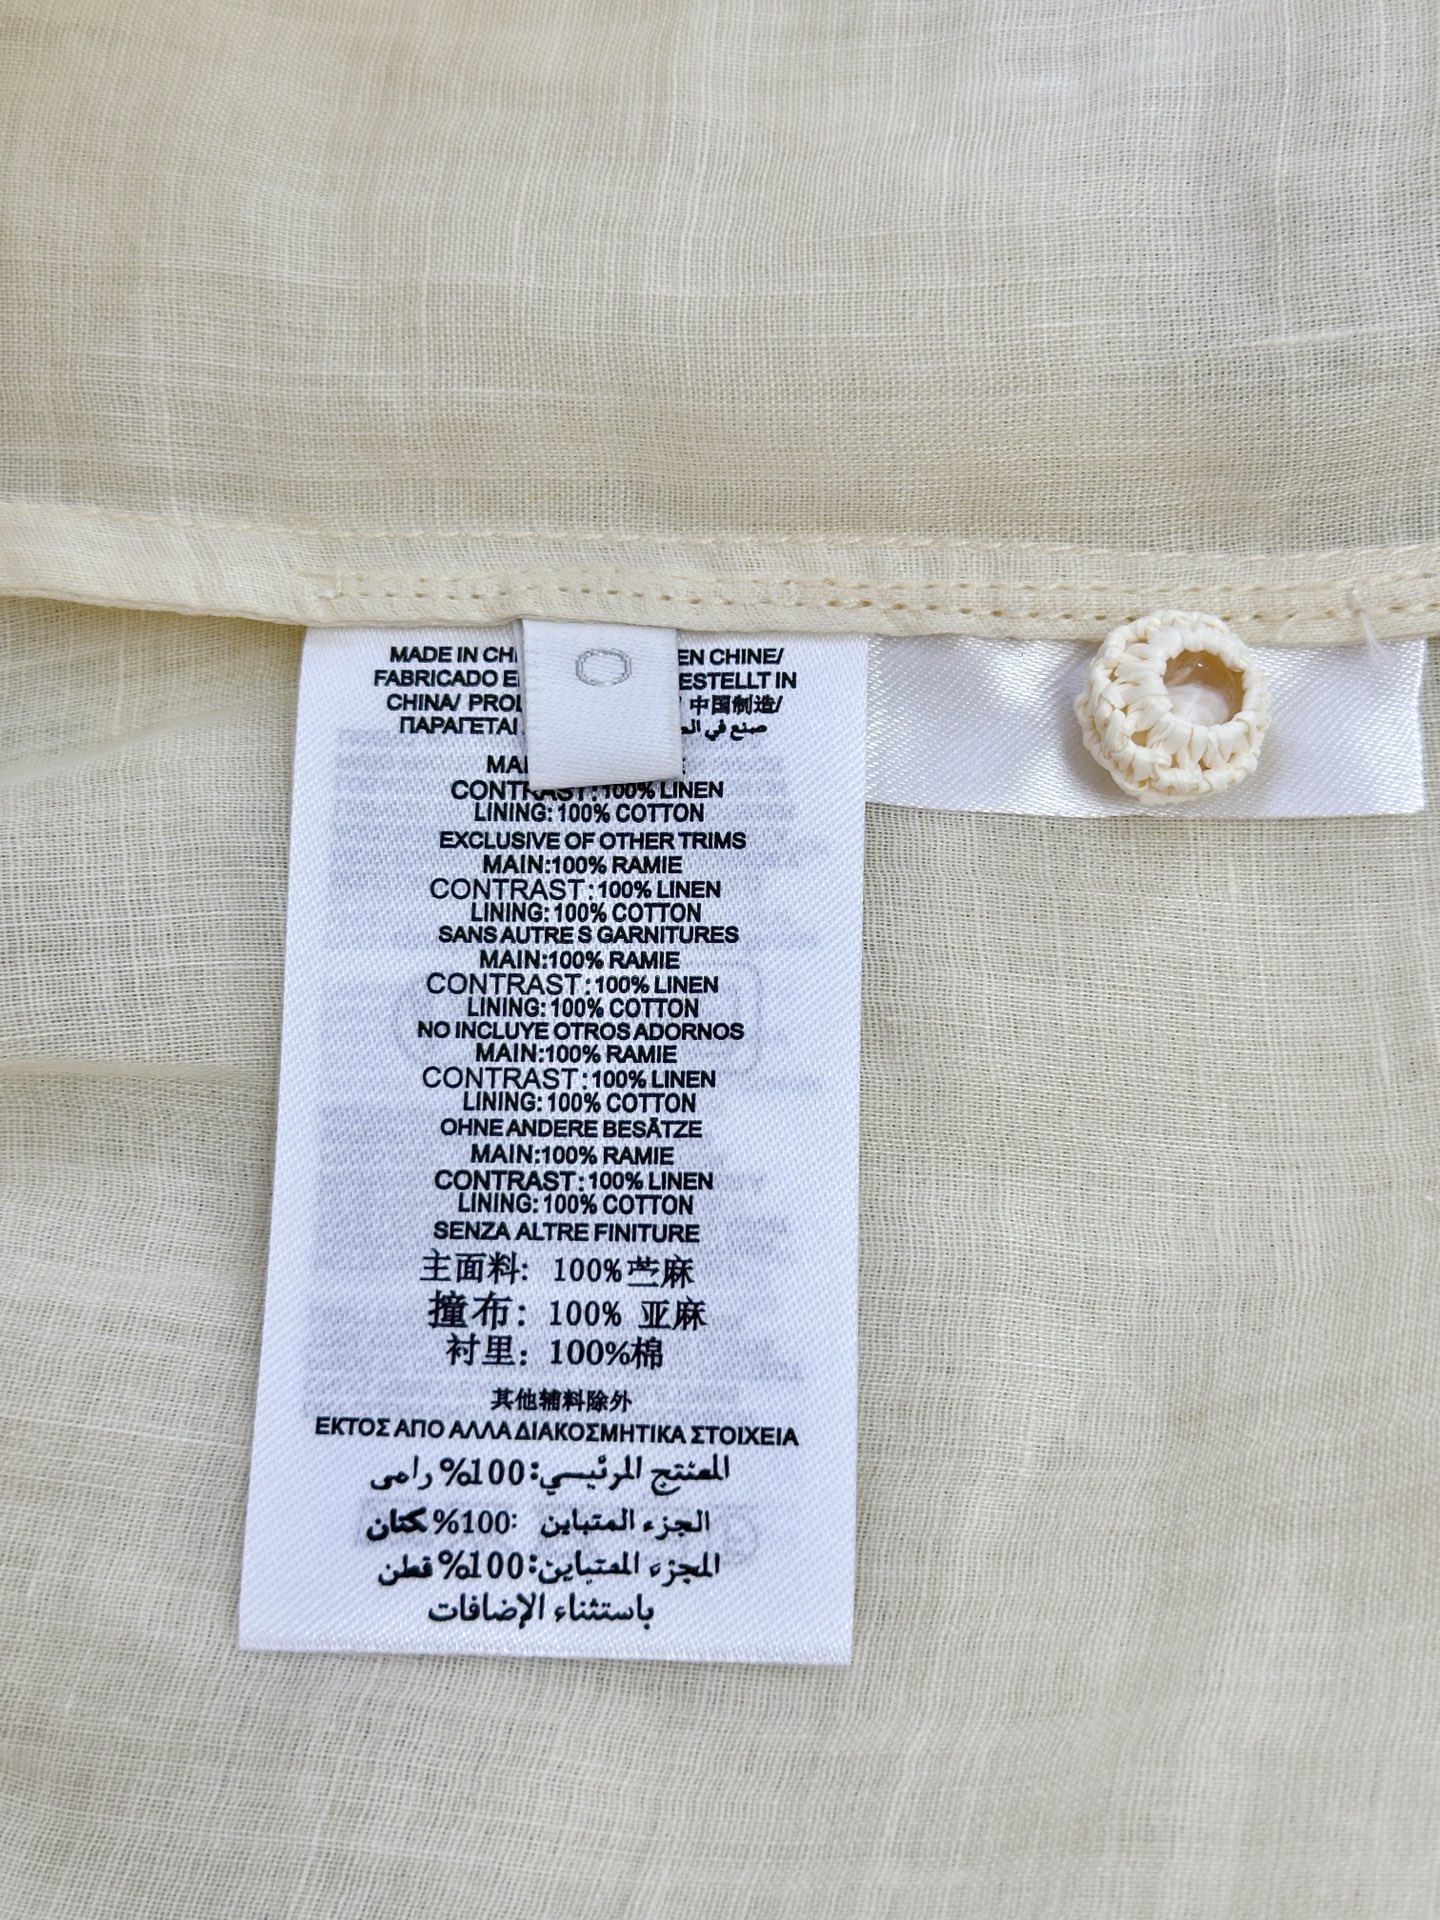 0
MADE IN CHI EN CHINE/
FABRICADO E ESTELLT IN
CHINA/ PRO / 中国制造/
ΠΑΡΑΓΕΤΑΙ صنع في الص
MAI
CONTRAST: 100% LINEN
LINING: 100% COTTON
EXCLUSIVE OF OTHER TRIMS
MAIN:100% RAMIE
CONTRAST:100% LINEN
LINING: 100% COTTON
SANS AUTRE S GARNITURES
MAIN:100% RAMIE
CONTRAST:100% LINEN
LINING: 100% COTTON
NO INCLUYE OTROS ADORNOS
MAIN:100% RAMIE
CONTRAST:100% LINEN
LINING: 100% COTTON
OHNE ANDERE BESÄTZE
MAIN:100% RAMIE
CONTRAST:100% LINEN
LINING: 100% COTTON
SENZA ALTRE FINITURE
主面料: 100%苎麻
撞布: 100% 亚麻
衬里: 100%棉
其他辅料除外
ΕΚΤΟΣ ΑΠΟ ΑΛΛΑ ΔΙΑΚΟΣΜΗΤΙΚΑ ΣΤΟΙΧΕΙΑ
المنتج الرئيسي: 100% رامي
الجزء المتباين: 100% كتان
الجزء المتباين: 100% قطن
باستثناء الإضافات